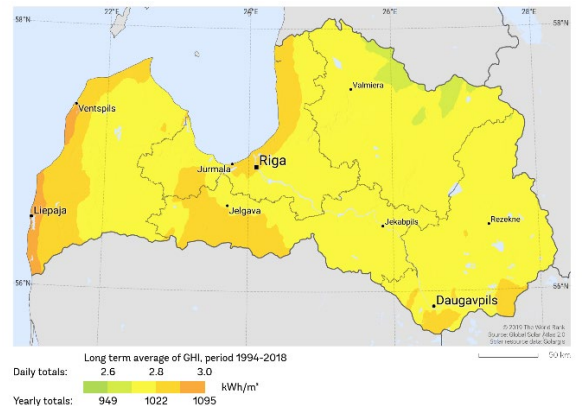 22°E 24°E 26°E 28°E
58°N 58°N
Valmiera
Ventspils
Riga
Jurmala
Liepaja
Jelgava
Jekabpils
Rezekne
56°N
Daugavpils
© 2019 The World Bank
Source: Global Solar Atlas 2.0
Solar resource data: Solargis
50 km
Long term average of GHI, period 1994-2018
Daily totals: 2.6 2.8 3.0
kWh/m²
Yearly totals: 949 1022 1095